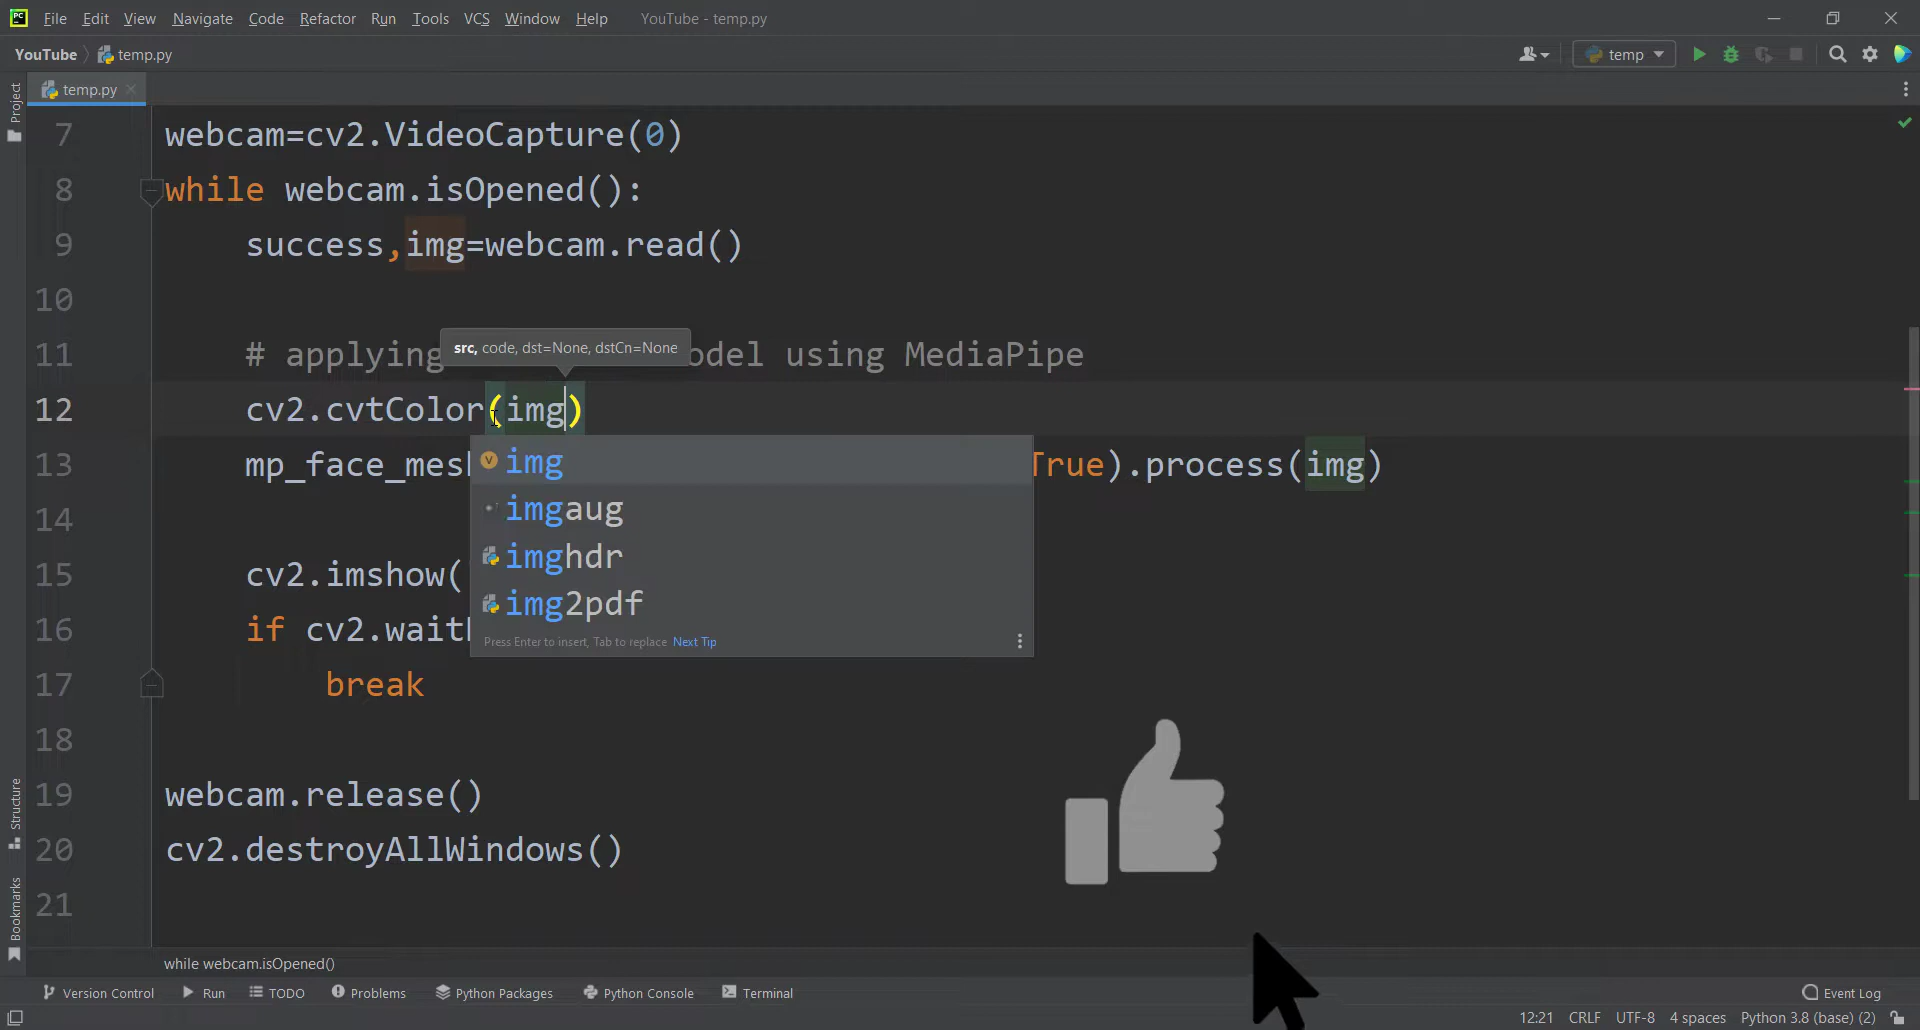 PC File Edit View Navigate Code Refactor Run Tools VCS Window Help YouTube - temp.py
YouTube temp.py temp
Project
temp.py
7 webcam=cv2.VideoCapture(0)
8 while webcam.isOpened():
9 success,img=webcam.read()
10
11 # applying odel using MediaPipe
src, code, dst=None, dstCn=None
12 cv2.cvtColor(img)
13 mp_face_mes True).process(img)
V img
imgaug
imghdr
img2pdf
Press Enter to insert, Tab to replace Next Tip
14
15 cv2.imshow(
16 if cv2.wait
17 break
18
19 webcam.release()
20 cv2.destroyAllWindows()
21
Structure
Bookmarks
while webcam.isOpened()
Version Control Run TODO Problems Python Packages Python Console Terminal Event Log
12:21 CRLF UTF-8 4 spaces Python 3.8 (base) (2)